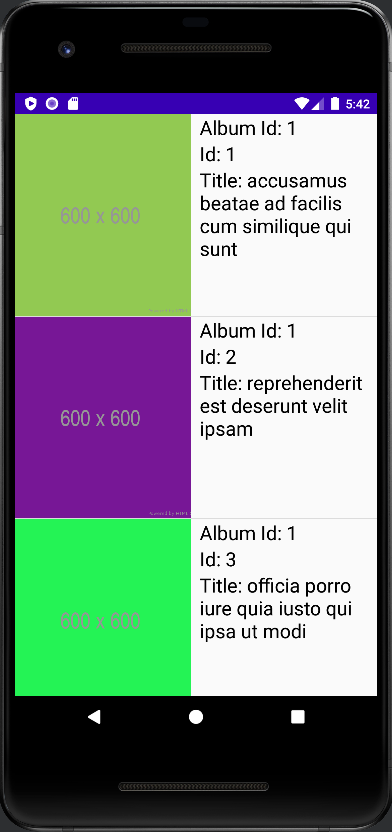 5:42
600 x 600
Album Id: 1
Id: 1
Title: accusamus
beatae ad facilis
cum similique qui
sunt
600 x 600
Album Id: 1
Id: 2
Title: reprehenderit
est deserunt velit
ipsam
600 x 600
Album Id: 1
Id: 3
Title: officia porro
iure quia iusto qui
ipsa ut modi